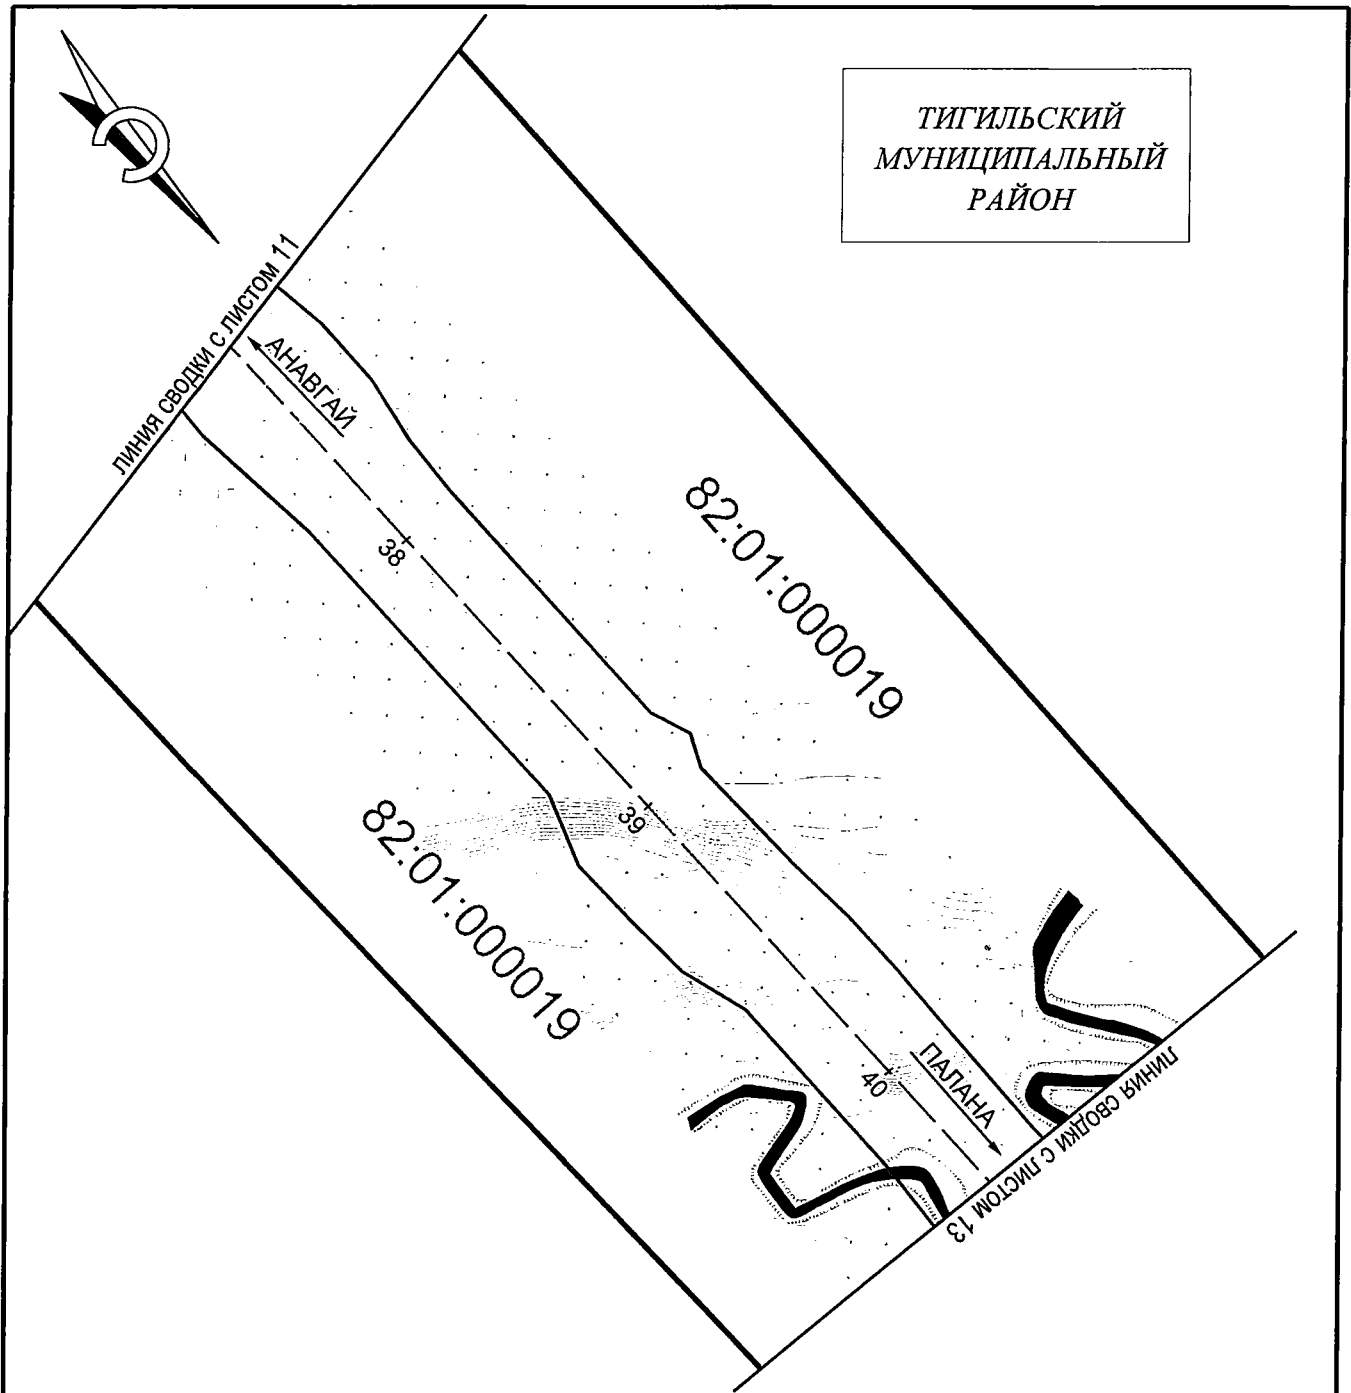 ТИГИЛЬСКИЙ
МУНИЦИПАЛЬНЫЙ
РАЙОН
С
ЛИНИЯ СВОДКИ С ЛИСТОМ 11
АНАВГАЙ
38
82:01:000019
39
82:01:000019
40
ПАЛАНА
ЛИНИЯ СВОДКИ С ЛИСТОМ 13